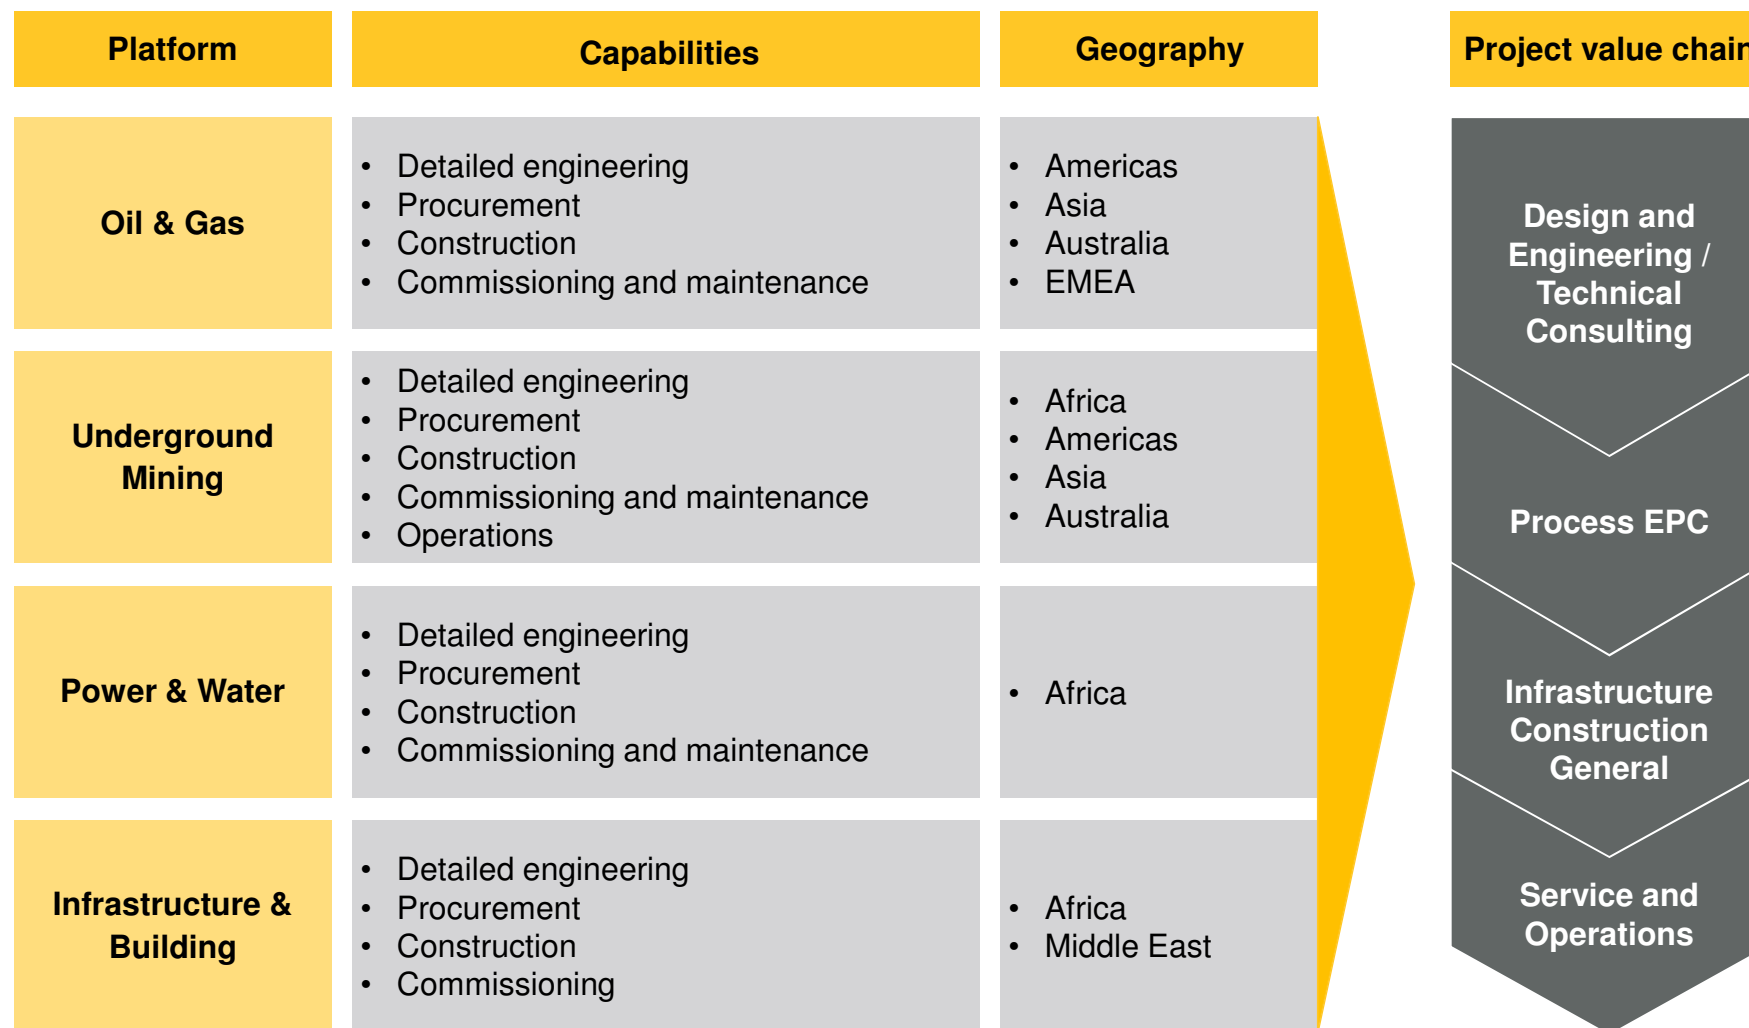 Platform
Capabilities
Geography
Project value chain
Oil & Gas
• Detailed engineering
• Procurement
• Construction
• Commissioning and maintenance
• Americas
• Asia
• Australia
• EMEA
Underground
Mining
• Detailed engineering
• Procurement
• Construction
• Commissioning and maintenance
• Operations
• Africa
• Americas
• Asia
• Australia
Power & Water
• Detailed engineering
• Procurement
• Construction
• Commissioning and maintenance
• Africa
Infrastructure &
Building
• Detailed engineering
• Procurement
• Construction
• Commissioning
• Africa
• Middle East
Design and
Engineering /
Technical
Consulting
Process EPC
Infrastructure
Construction
General
Service and
Operations